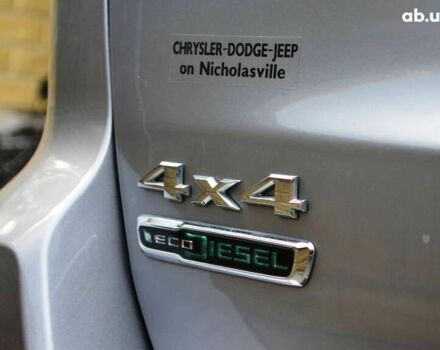 ab.u
CHRYSLER-DODGE-JEEP
on Nicholasville
4x4
ECO DIESEL